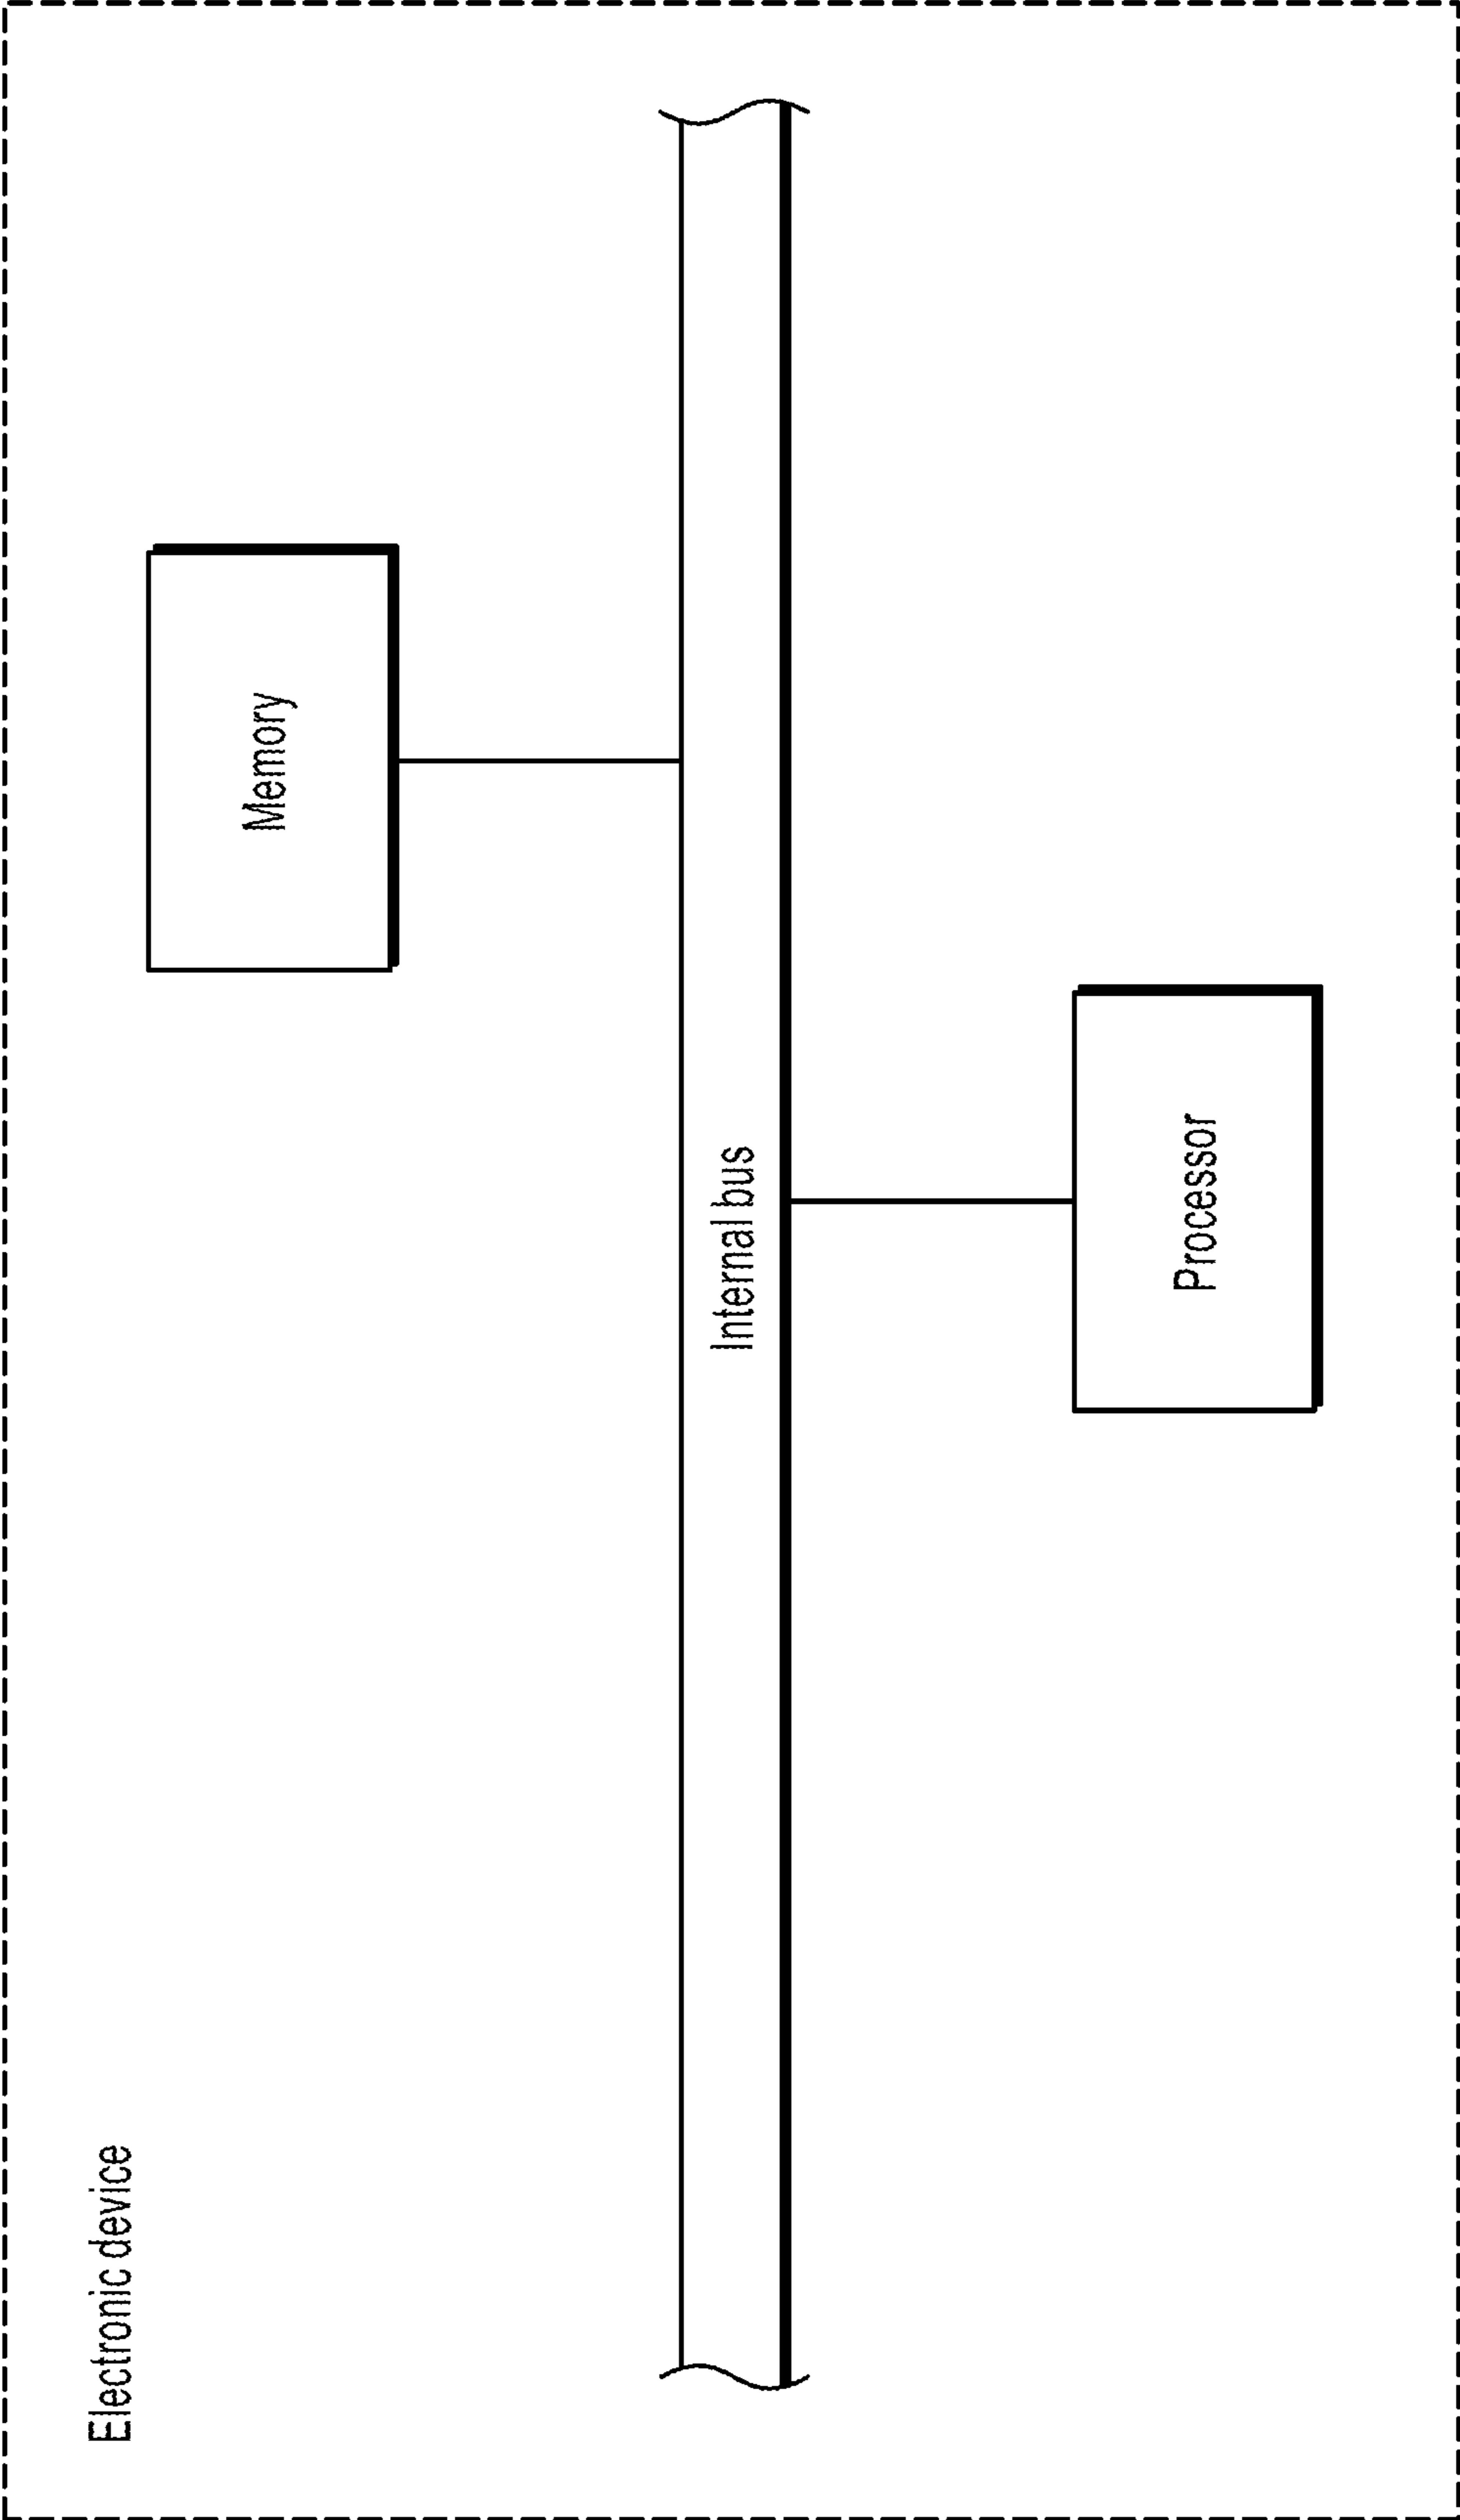 Electronic device
Memory
Internal bus
Processor